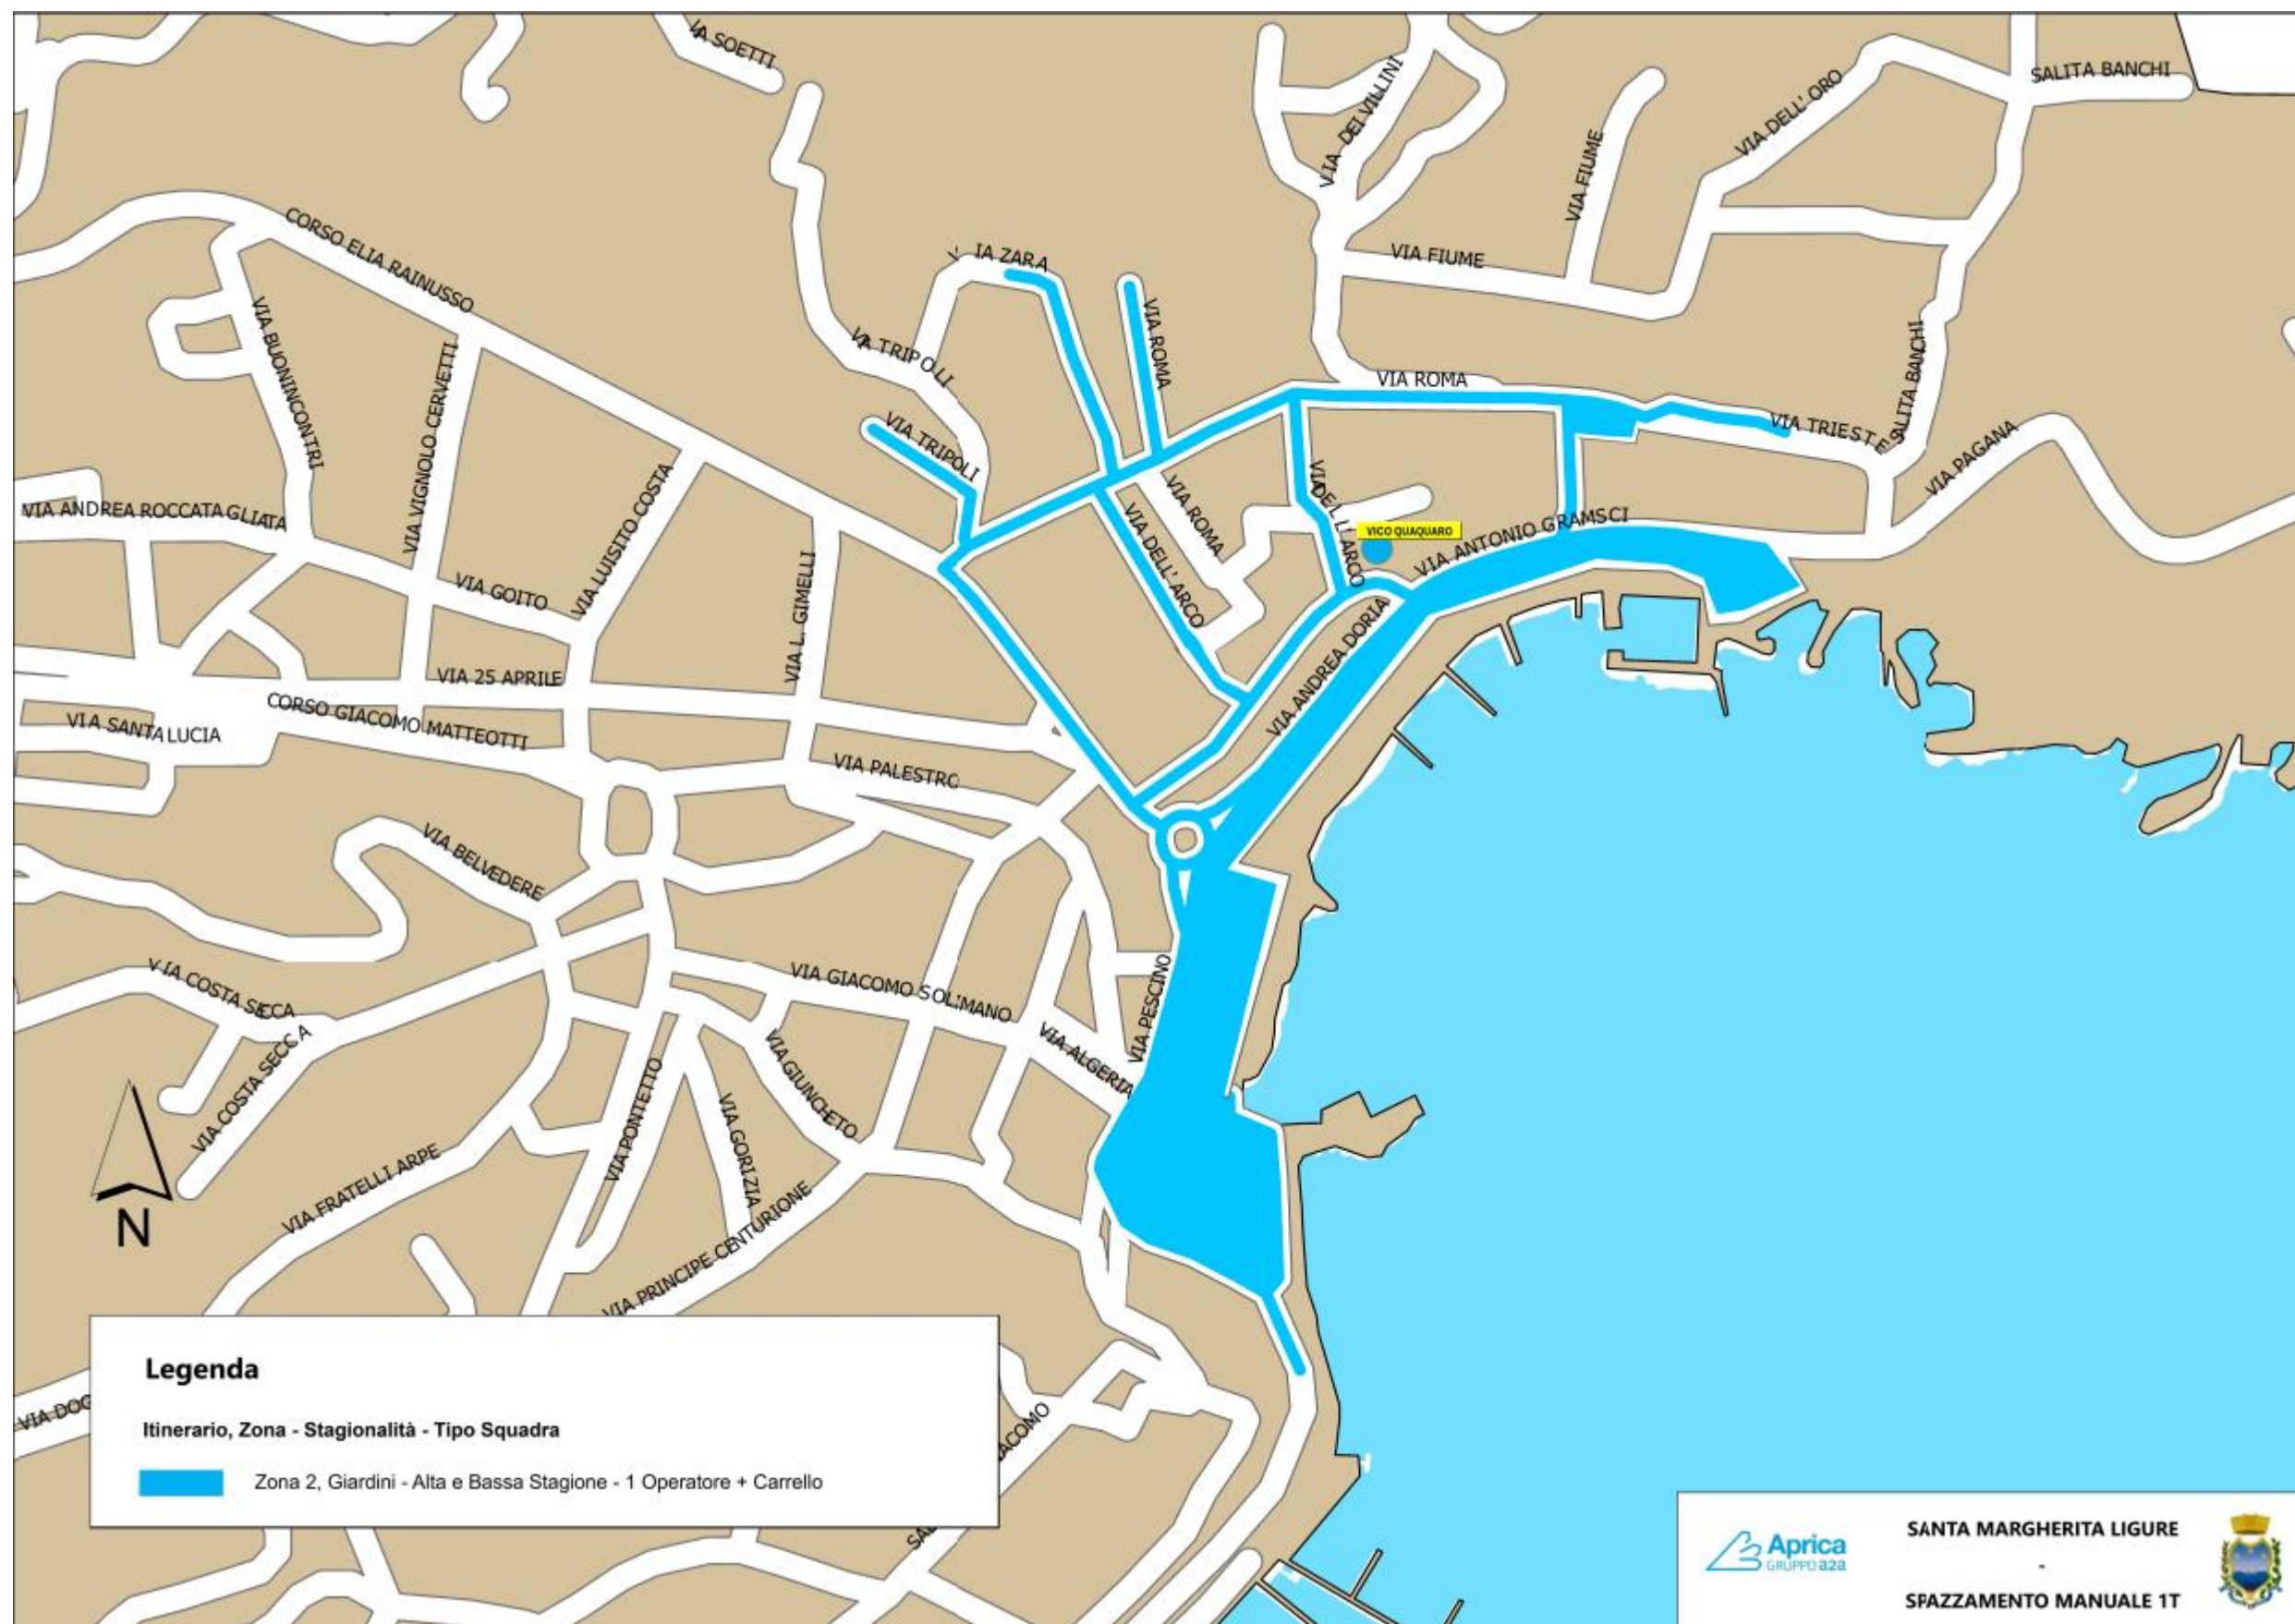 VIA SOETTI
VIA DEI VILLINI
VIA DELL' ORO
SALITA BANCHI
VIA FIUME
VIA FIUME
CORSO ELIA RAINUSSO
VIA ZARA
VIA ROMA
VIA TRIPOLI
VIA TRIPOLI
VIA BUONINCONTRI
VIA VIGNOLO CERVETTI
VIA ROMA
VIA TRIESTE
SALITA BANCHI
VIA PAGANA
VIA ANDREA ROCCATAGLIATA
VIA LUISITO COSTA
VIA ROMA
VIA DELL' ARCO
VIA DELL' ARCO
VICO QUAQUARO
VIA ANTONIO GRAMSCI
VIA GOITO
VIA L. GIMELLI
VIA ANDREA DORIA
VIA 25 APRILE
CORSO GIACOMO MATTEOTTI
VIA SANTA LUCIA
VIA PALESTRO
VIA BELVEDERE
VIA COSTA SECCA
VIA COSTA SECCA
VIA GIACOMO SOLIMANO
VIA PESCINO
VIA ALGERIA
VIA GIUNCHETO
VIA PONTETTO
VIA GORIZIA
VIA FRATELLI ARPE
VIA PRINCIPE CENTURIONE
N
VIA DOG
ACOMO
Legenda
Itinerario, Zona - Stagionalità - Tipo Squadra
Zona 2, Giardini - Alta e Bassa Stagione - 1 Operatore + Carrello
Aprica
GRUPPO a2a
SANTA MARGHERITA LIGURE
-
SPAZZAMENTO MANUALE 1T